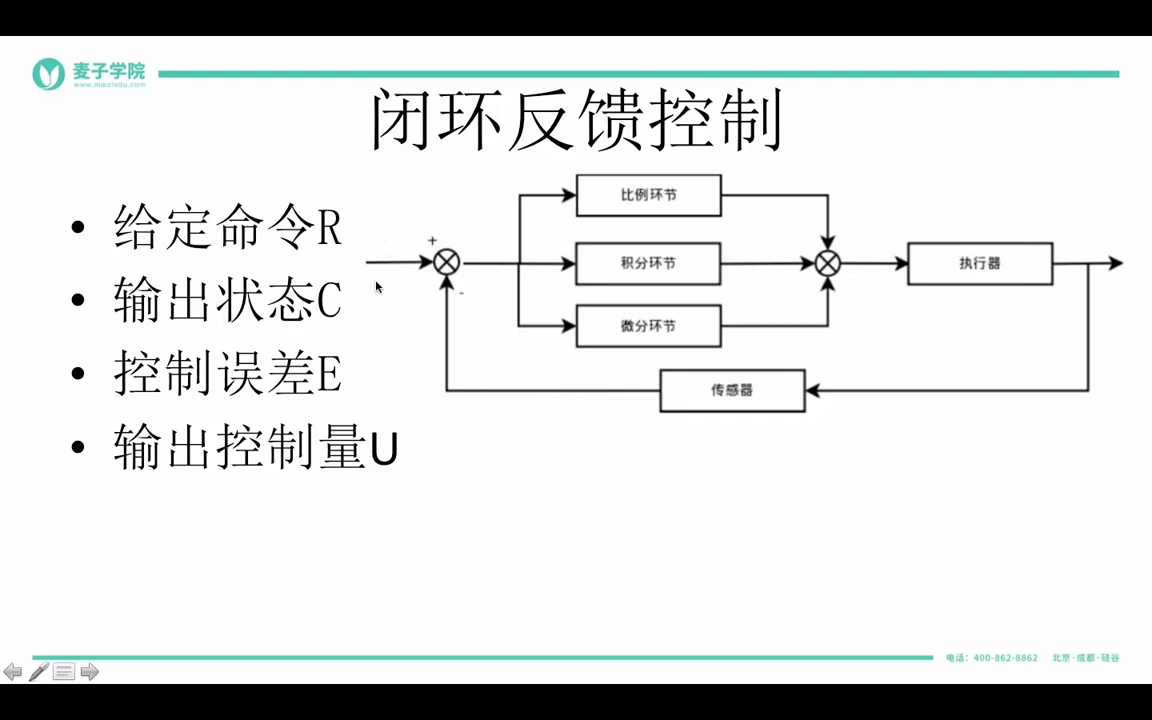 麦子学院
www.maiziedu.com
闭环反馈控制
• 给定命令R
• 输出状态C
• 控制误差E
• 输出控制量U
+
-
比例环节
积分环节
微分环节
执行器
传感器
电话：400-862-8862 北京·成都·硅谷